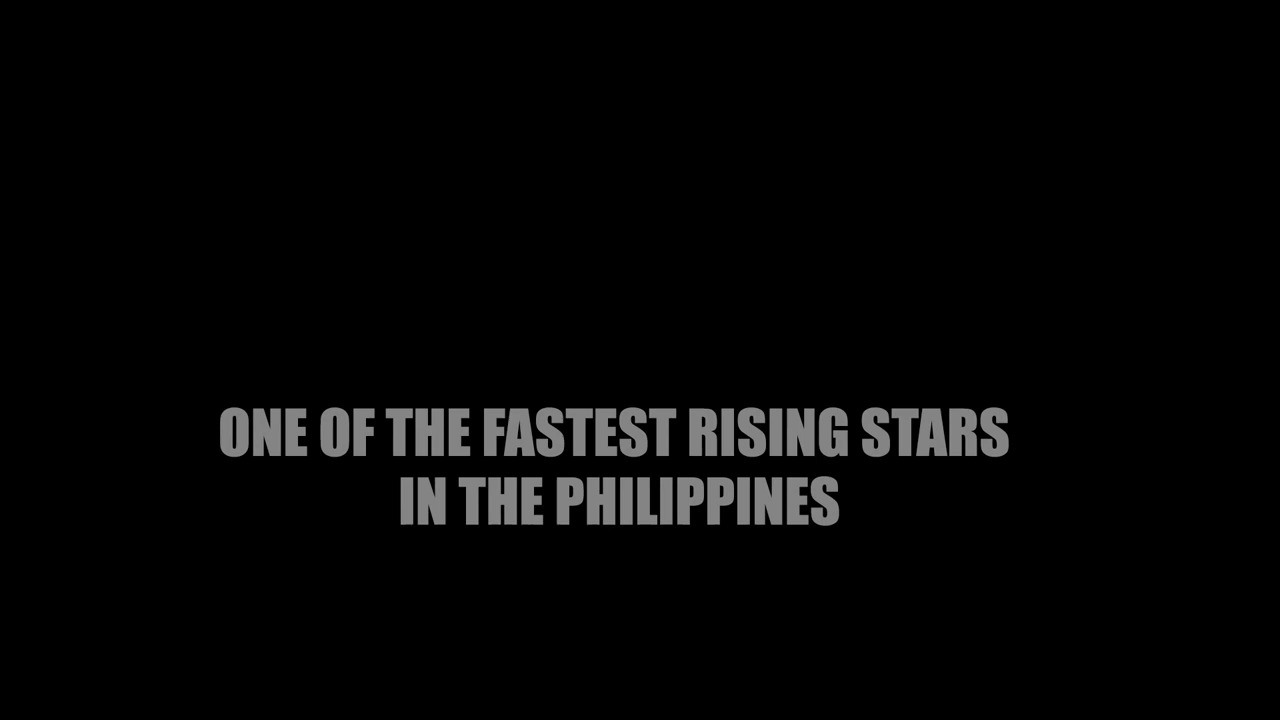 ONE OF THE FASTEST RISING STARS
IN THE PHILIPPINES